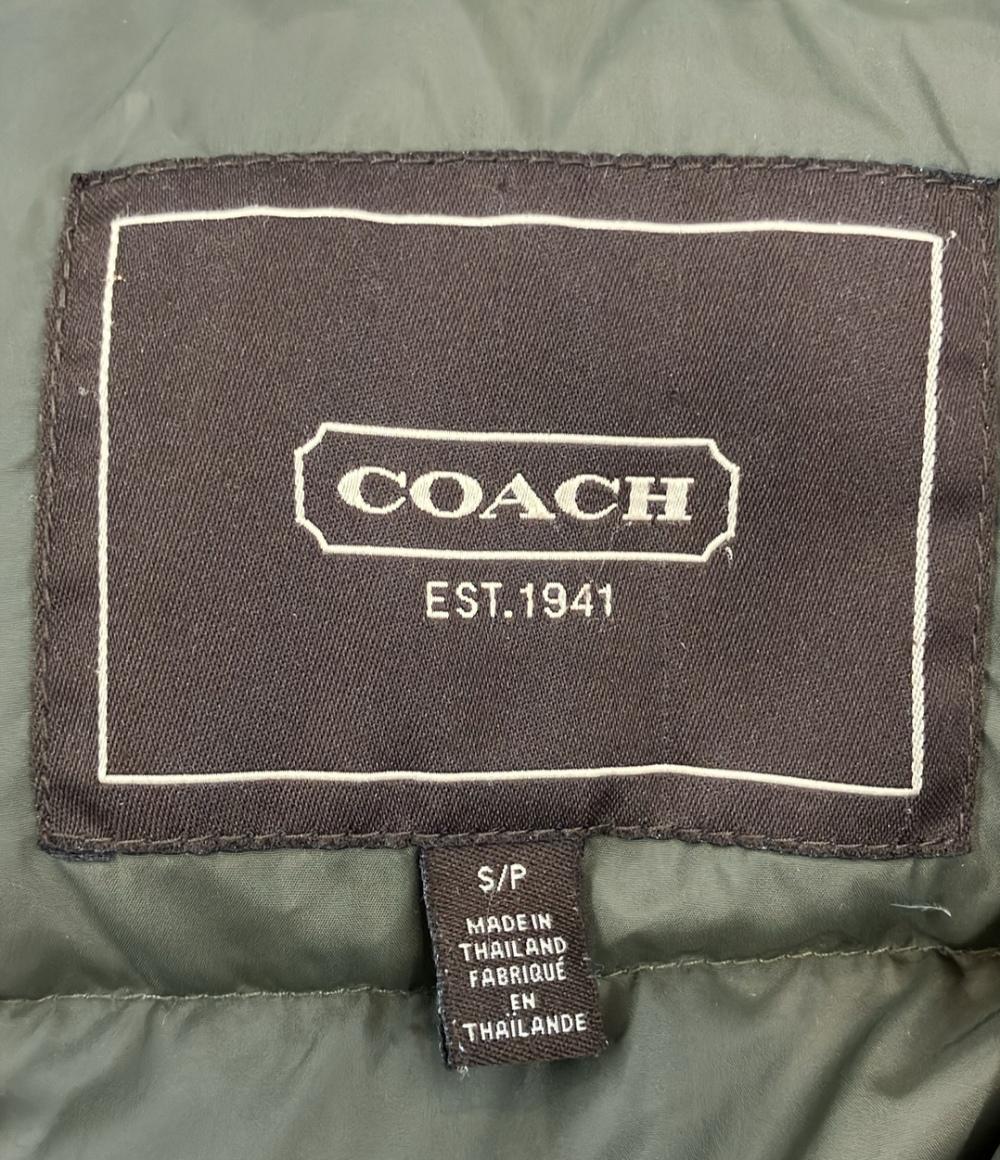 COACH
EST.1941
S/P
MADE IN
THAILAND
FABRIQUÉ
EN
THAÏLANDE